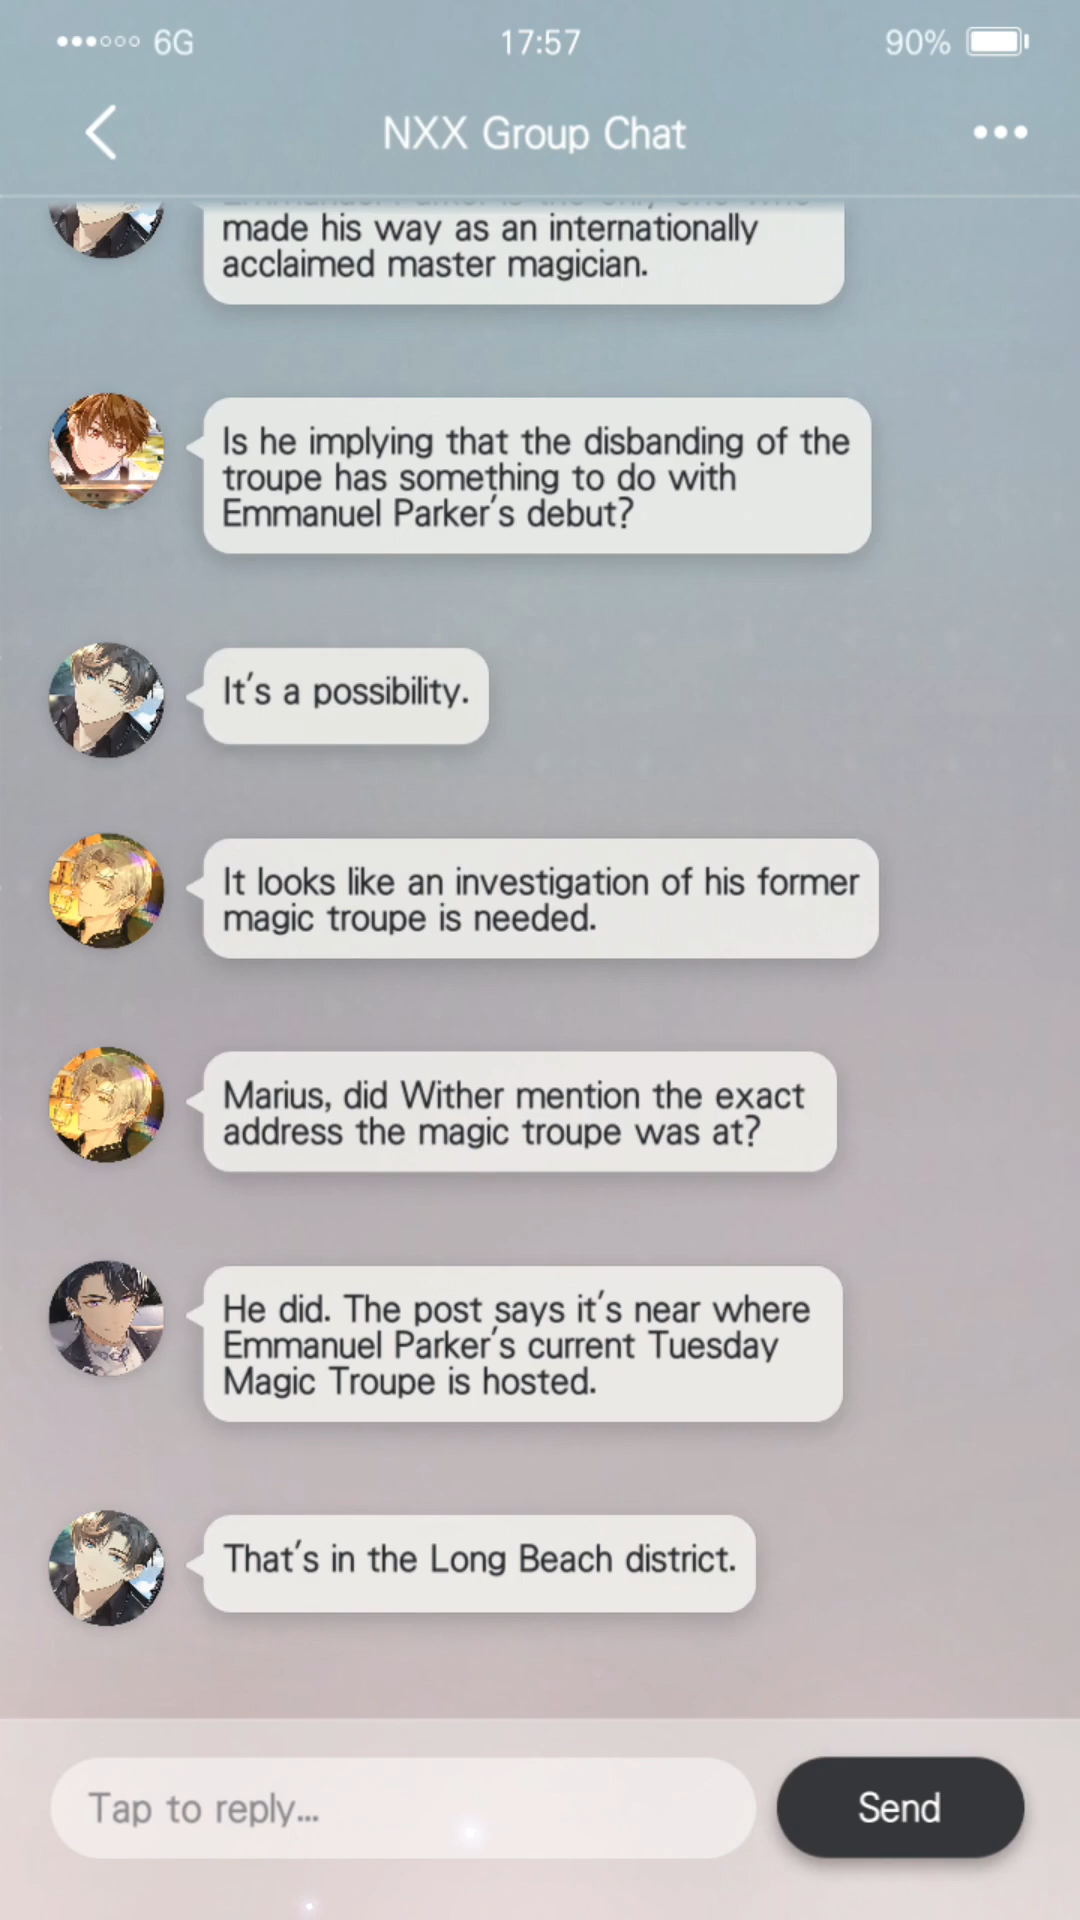 6G
17:57
90%
NXX Group Chat
made his way as an internationally
acclaimed master magician.
Is he implying that the disbanding of the
troupe has something to do with
Emmanuel Parker's debut?
It's a possibility.
It looks like an investigation of his former
magic troupe is needed.
Marius, did Wither mention the exact
address the magic troupe was at?
He did. The post says it's near where
Emmanuel Parker's current Tuesday
Magic Troupe is hosted.
That's in the Long Beach district.
Tap to reply...
Send